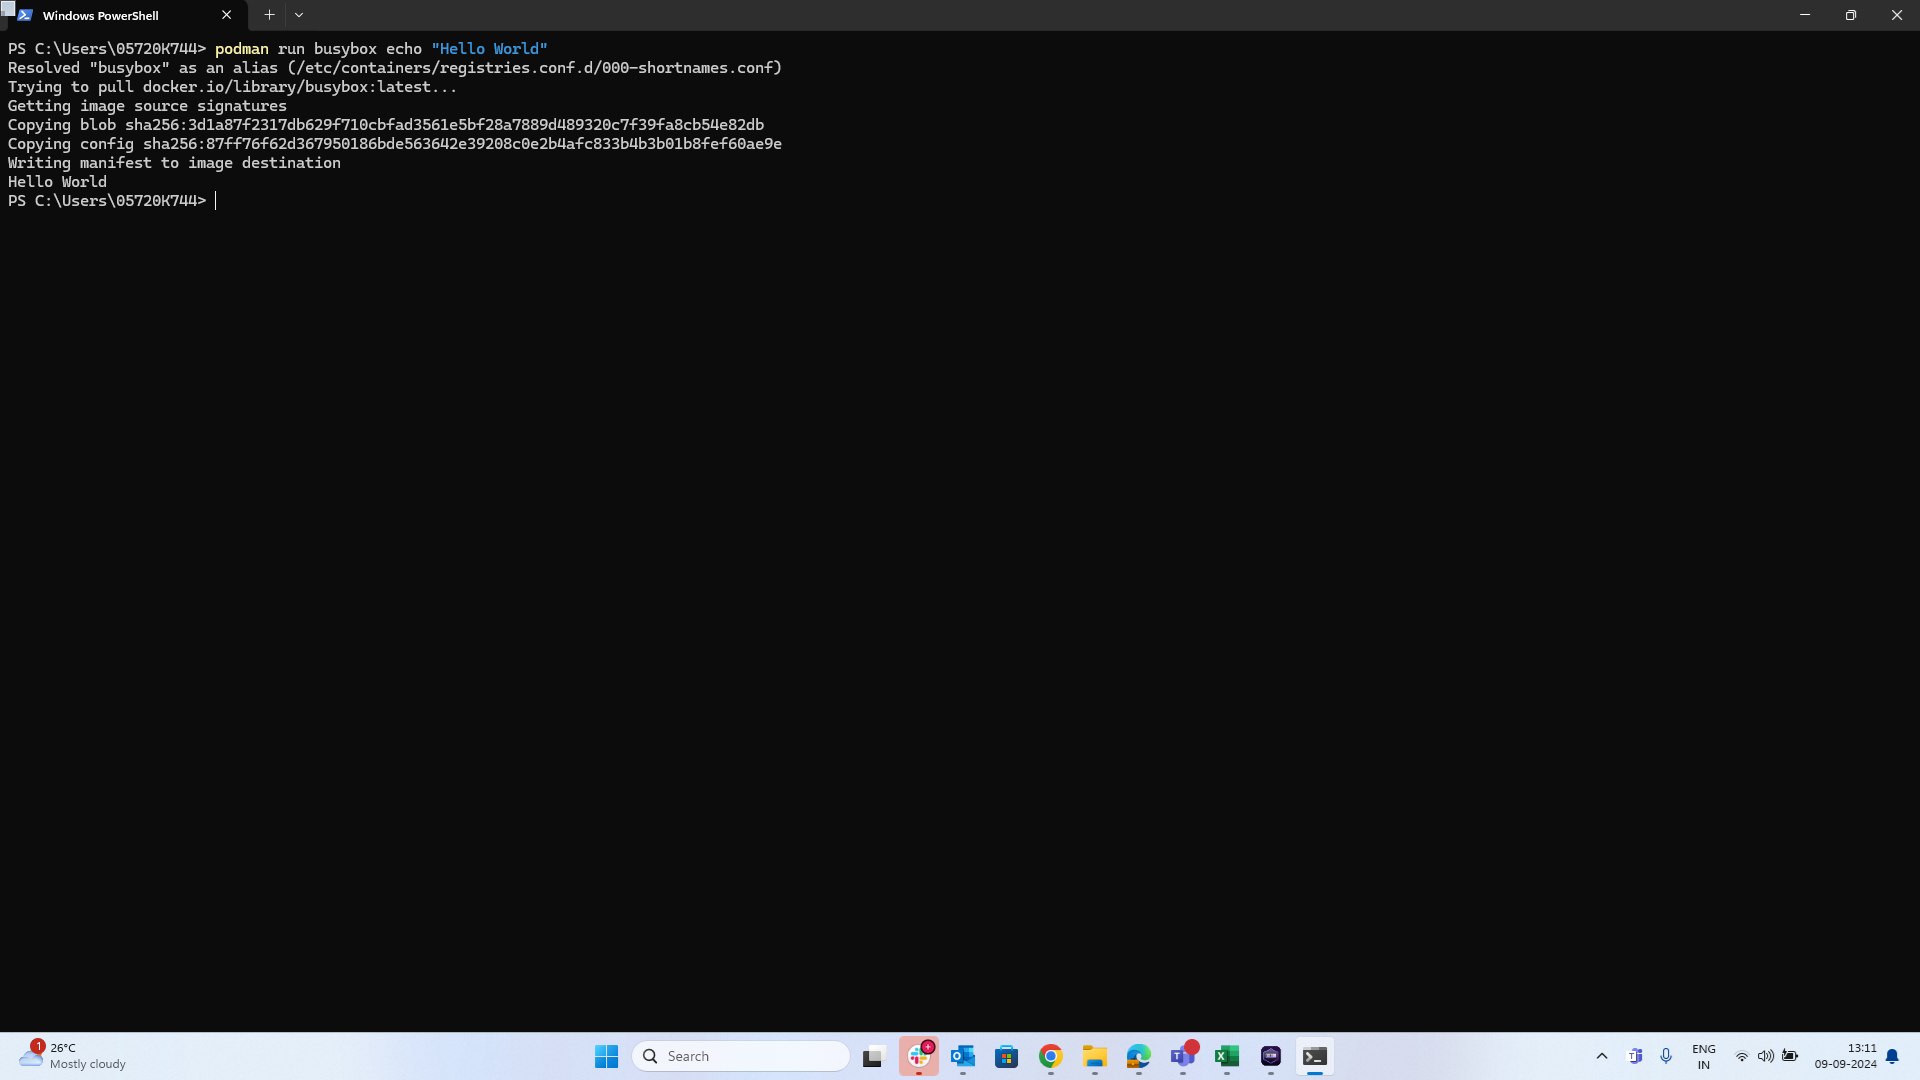 Windows PowerShell
PS C:\Users\05720K744> podman run busybox echo "Hello World"
Resolved "busybox" as an alias (/etc/containers/registries.conf.d/000-shortnames.conf)
Trying to pull docker.io/library/busybox:latest...
Getting image source signatures
Copying blob sha256:3d1a87f2317db629f710cbfad3561e5bf28a7889d489320c7f39fa8cb54e82db
Copying config sha256:87ff76f62d367950186bde563642e39208c0e2b4afc833b4b3b01b8fef60ae9e
Writing manifest to image destination
Hello World
PS C:\Users\05720K744>
1
26°C
Mostly cloudy
Search
ENG
IN
13:11
09-09-2024